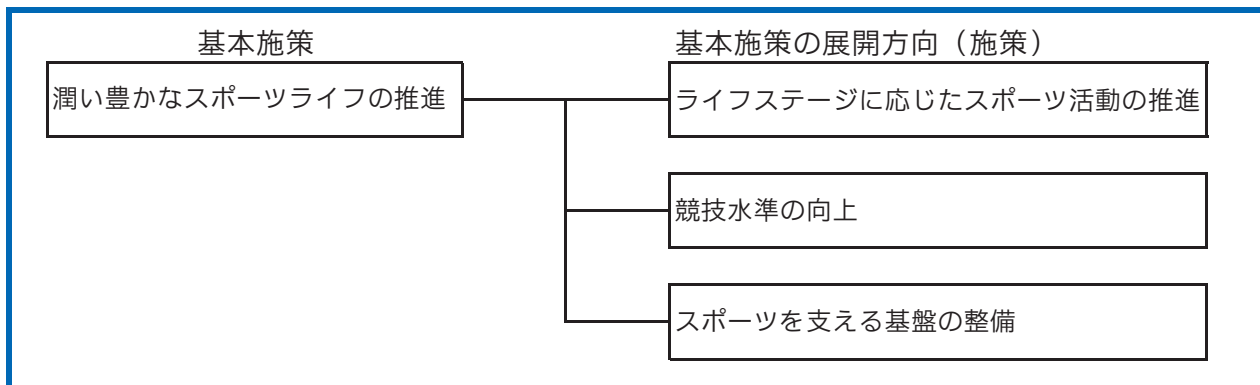 基本施策
基本施策の展開方向（施策）
潤い豊かなスポーツライフの推進
ライフステージに応じたスポーツ活動の推進
競技水準の向上
スポーツを支える基盤の整備